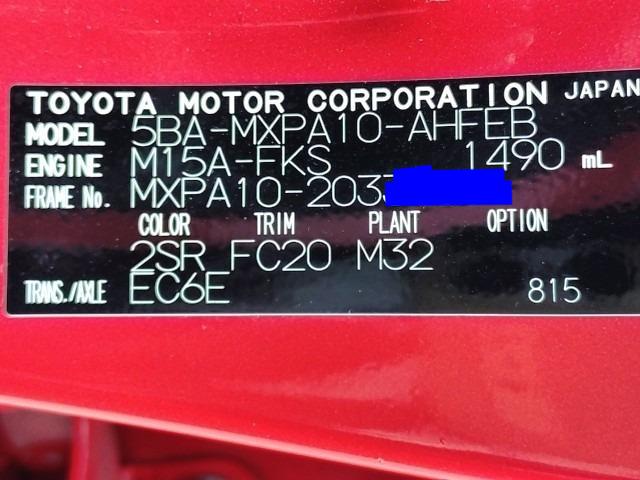 TOYOTA MOTOR CORPORATION JAPAN
MODEL 5BA-MXPA10-AHFEB
ENGINE M15A-FKS 1490 mL
FRAME No. MXPA10-203
COLOR TRIM PLANT OPTION
2SR FC20 M32
TRANS./AXLE EC6E 815